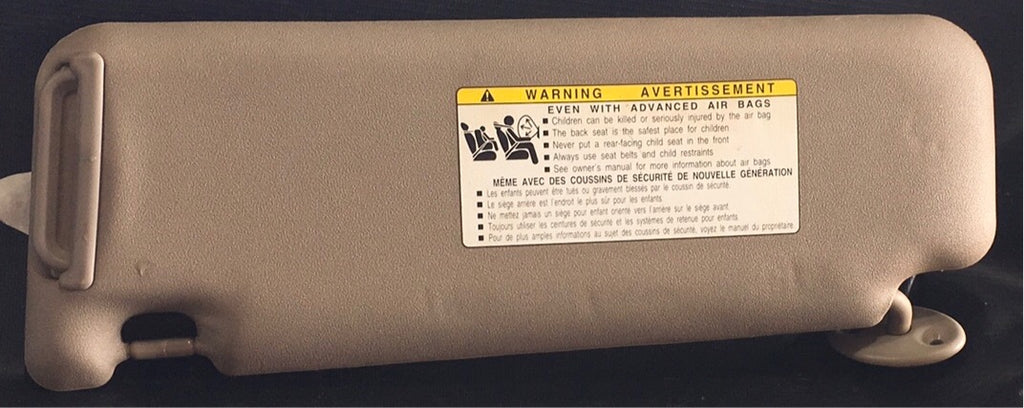 WARNING AVERTISSEMENT
EVEN WITH ADVANCED AIR BAGS
■ Children can be killed or seriously injured by the air bag
■ The back seat is the safest place for children
■ Never put a rear-facing child seat in the front
■ Always use seat belts and child restraints
■ See owner's manual for more information about air bags
MÊME AVEC DES COUSSINS DE SÉCURITÉ DE NOUVELLE GÉNÉRATION
■ Les enfants peuvent être tués ou gravement blessés par le coussin de sécurité.
■ Le siège arrière est l'endroit le plus sûr pour les enfants.
■ Ne mettez jamais un siège pour enfant orienté vers l'arrière sur le siège avant.
■ Toujours utiliser les ceintures de sécurité et les systèmes de retenue pour enfants.
■ Pour de plus amples informations au sujet des coussins de sécurité, voyez le manuel du propriétaire.